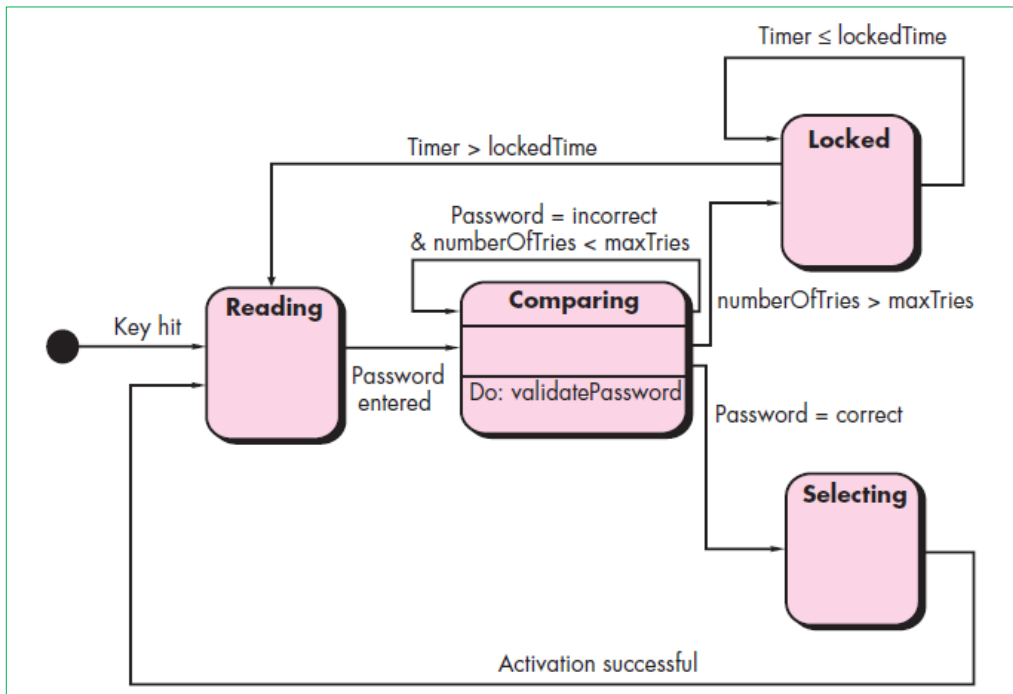 Timer ≤ lockedTime
Locked
Timer > lockedTime
Password = incorrect
& numberOfTries < maxTries
Comparing
numberOfTries > maxTries
Reading
Key hit
Password
entered
Do: validatePassword
Password = correct
Selecting
Activation successful